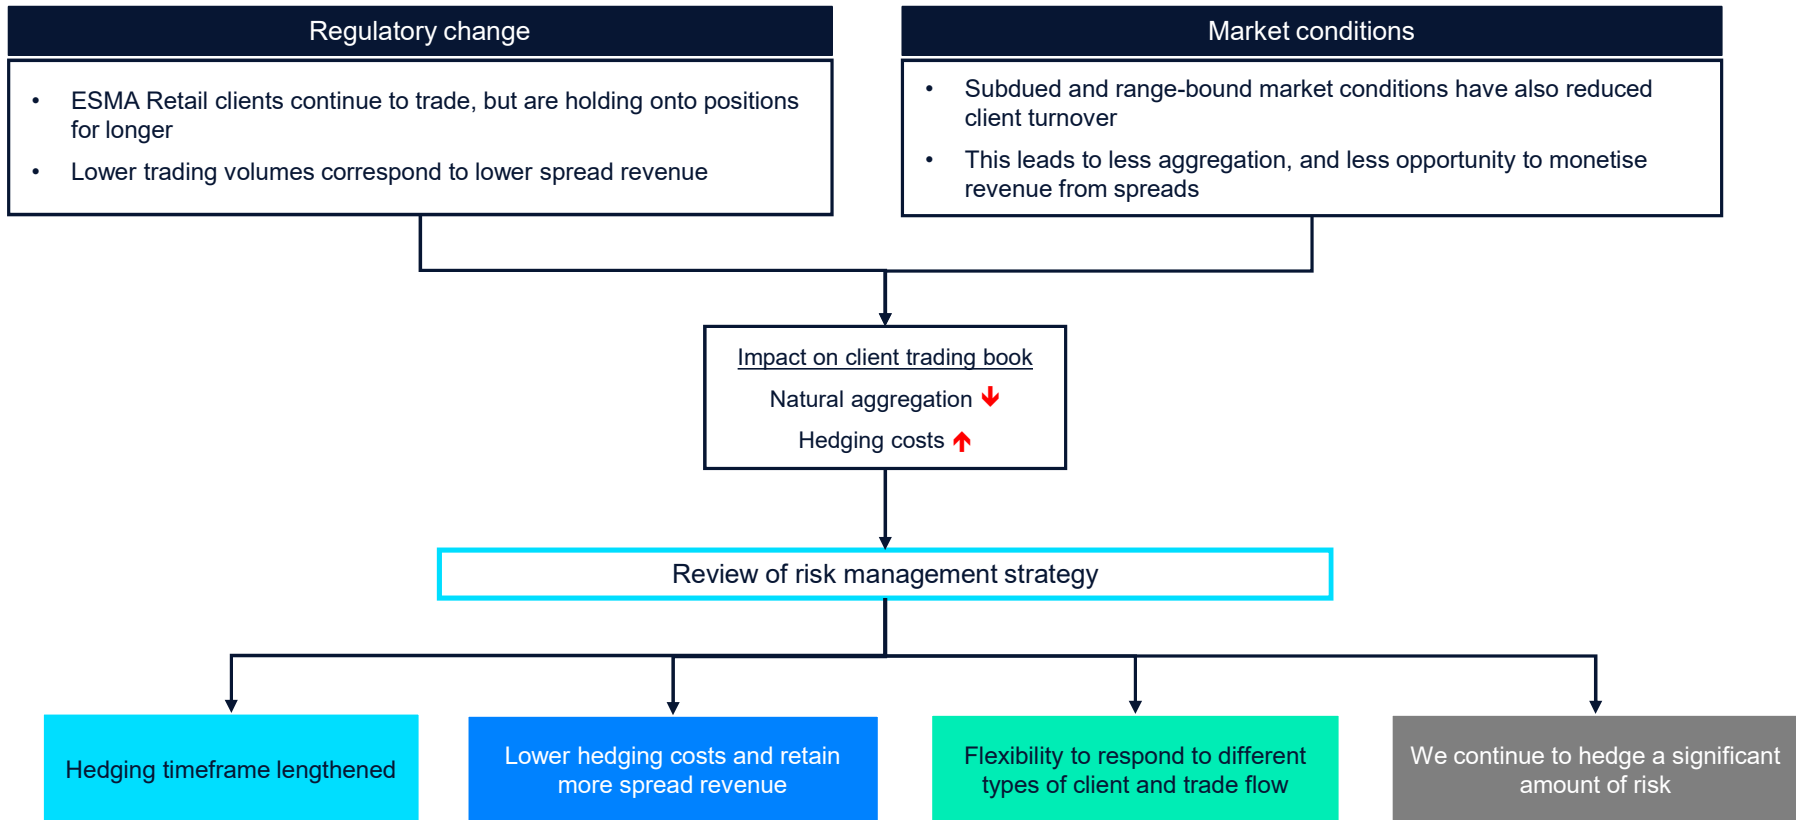 Regulatory change
• ESMA Retail clients continue to trade, but are holding onto positions
for longer
• Lower trading volumes correspond to lower spread revenue
Market conditions
• Subdued and range-bound market conditions have also reduced
client turnover
• This leads to less aggregation, and less opportunity to monetise
revenue from spreads
Impact on client trading book
Natural aggregation ↓
Hedging costs ↑
Review of risk management strategy
Hedging timeframe lengthened
Lower hedging costs and retain
more spread revenue
Flexibility to respond to different
types of client and trade flow
We continue to hedge a significant
amount of risk